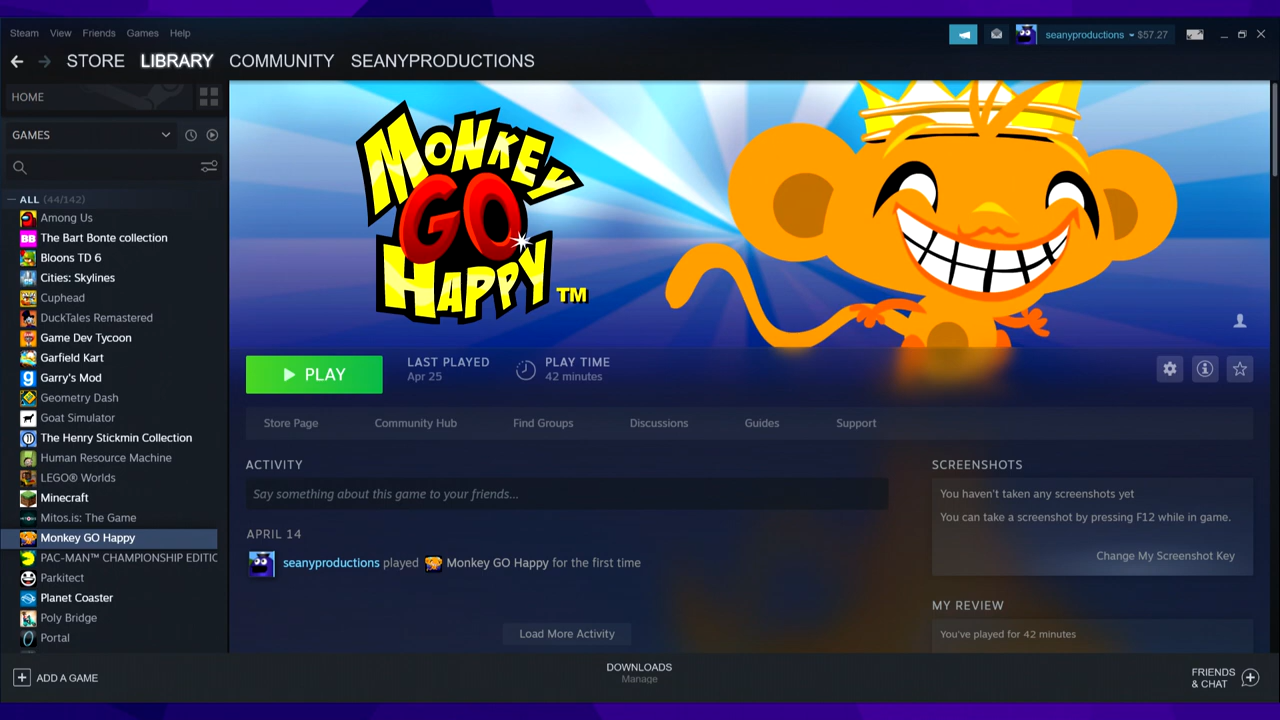 Steam View Friends Games Help
seanyproductions $57.27
STORE LIBRARY COMMUNITY SEANYPRODUCTIONS
HOME
GAMES
ALL (44/142)
Among Us
BB The Bart Bonte collection
Bloons TD 6
Cities: Skylines
Cuphead
DuckTales Remastered
Game Dev Tycoon
Garfield Kart
Garry's Mod
Geometry Dash
Goat Simulator
The Henry Stickmin Collection
Human Resource Machine
LEGO® Worlds
Minecraft
Mitos.is: The Game
Monkey GO Happy
PAC-MAN™ CHAMPIONSHIP EDITIC
Parkitect
Planet Coaster
Poly Bridge
Portal
MONKEY
GO
HAPPY™
PLAY
LAST PLAYED
Apr 25
PLAY TIME
42 minutes
Store Page Community Hub Find Groups Discussions Guides Support
ACTIVITY
Say something about this game to your friends...
APRIL 14
seanyproductions played Monkey GO Happy for the first time
Load More Activity
SCREENSHOTS
You haven't taken any screenshots yet
You can take a screenshot by pressing F12 while in game.
Change My Screenshot Key
MY REVIEW
You've played for 42 minutes
ADD A GAME
DOWNLOADS
Manage
FRIENDS
& CHAT